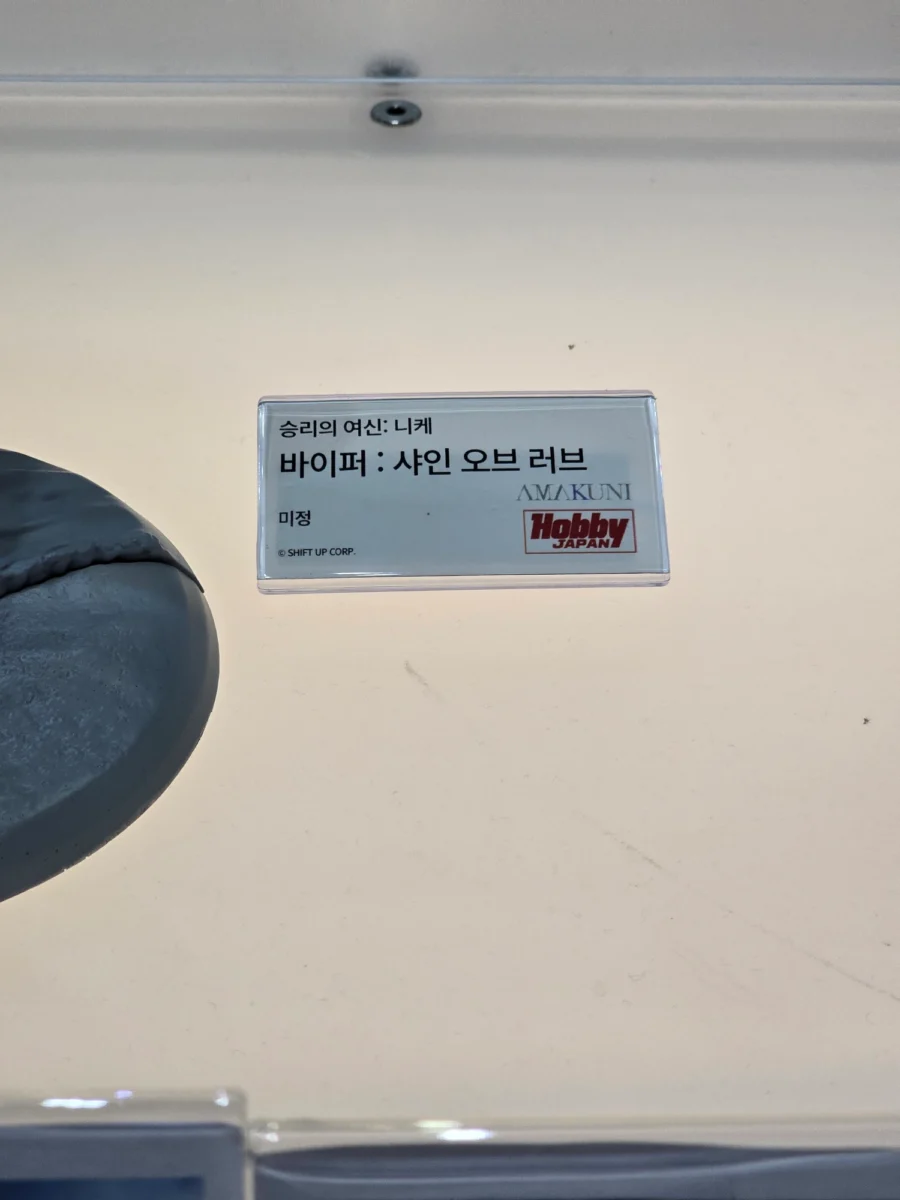 승리의 여신: 니케
바이퍼 : 샤인 오브 러브
AMAKUNI
미정
Hobby
JAPAN
© SHIFT UP CORP.